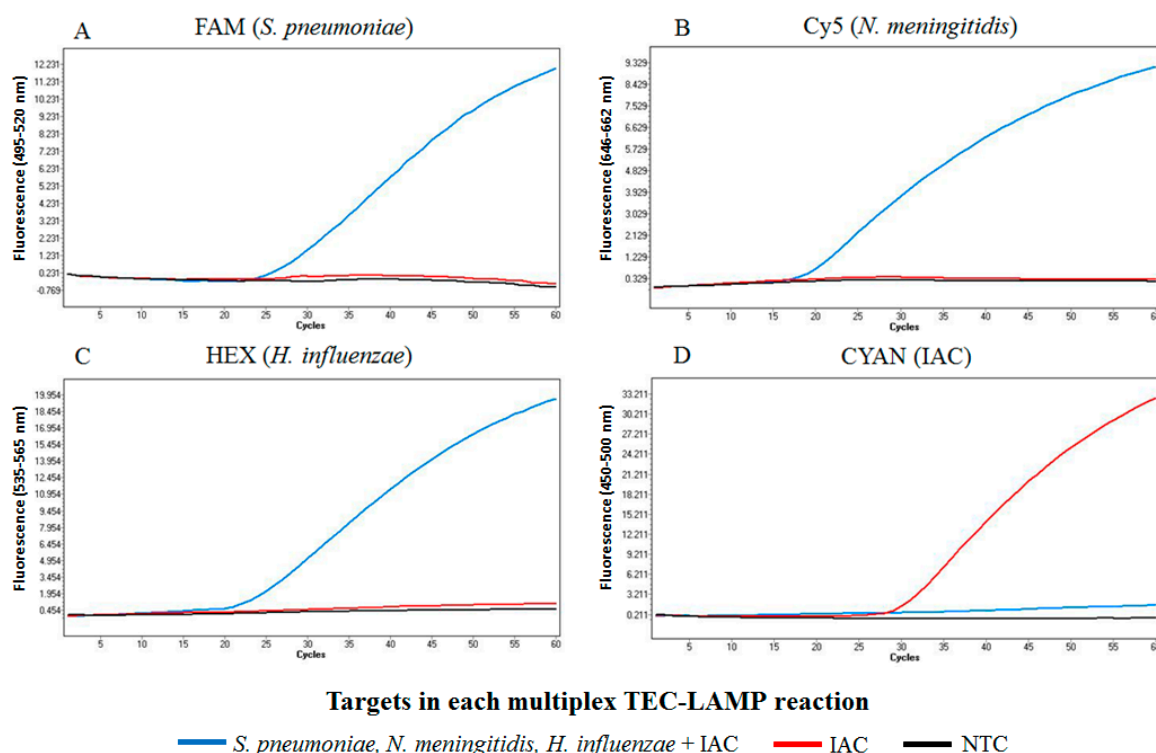 A FAM (S. pneumoniae)
Fluorescence (495-520 nm)
12.231
11.231
10.231
9.231
8.231
7.231
6.231
5.231
4.231
3.231
2.231
1.231
0.231
-0.769
5 10 15 20 25 30 35 40 45 50 55 60
Cycles
B Cy5 (N. meningitidis)
Fluorescence (646-662 nm)
9.329
8.429
7.529
6.629
5.729
4.829
3.929
3.029
2.129
1.229
0.329
5 10 15 20 25 30 35 40 45 50 55 60
Cycles
C HEX (H. influenzae)
Fluorescence (535-565 nm)
19.954
18.454
16.954
15.454
13.954
12.454
10.954
9.454
7.954
6.454
4.954
3.454
1.954
0.454
5 10 15 20 25 30 35 40 45 50 55 60
Cycles
D CYAN (IAC)
Fluorescence (450-500 nm)
33.211
30.211
27.211
24.211
21.211
18.211
15.211
12.211
9.211
6.211
3.211
0.211
5 10 15 20 25 30 35 40 45 50 55 60
Cycles
Targets in each multiplex TEC-LAMP reaction
S. pneumoniae, N. meningitidis, H. influenzae + IAC IAC NTC